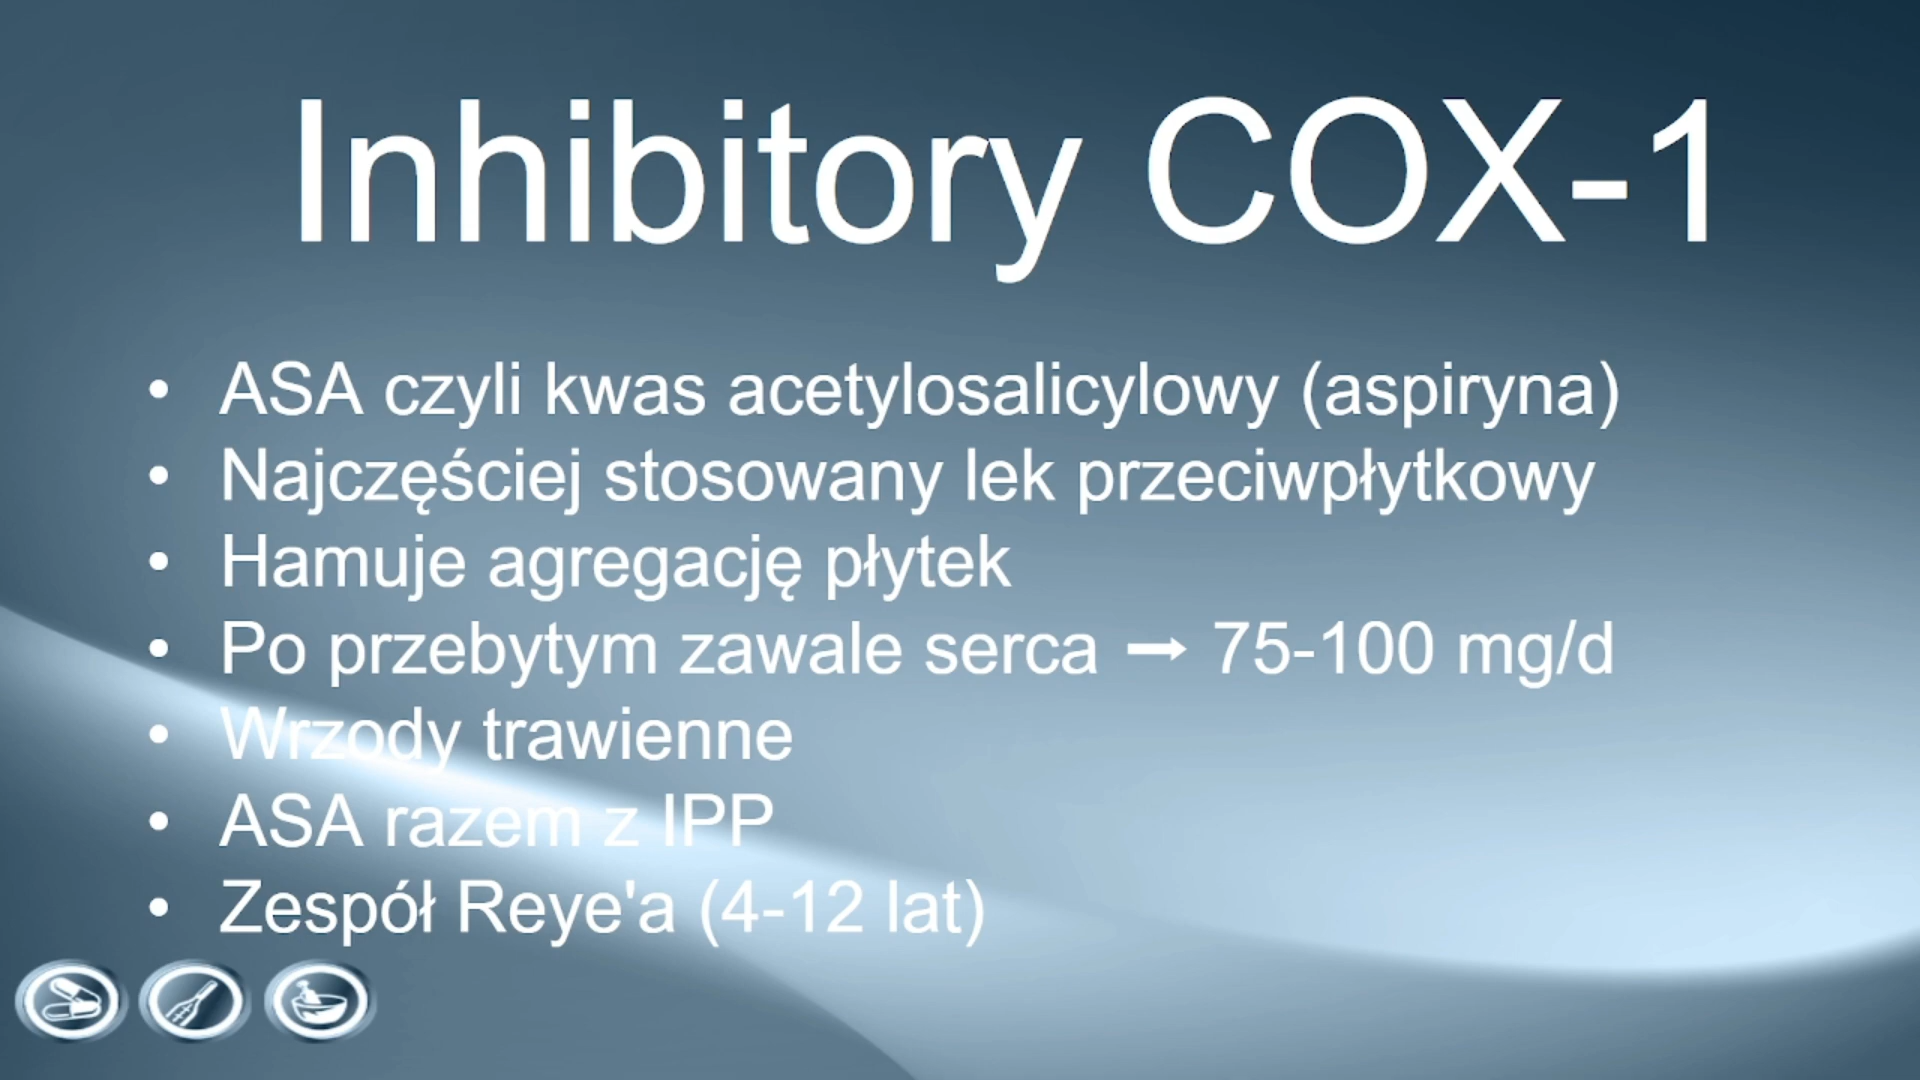 Inhibitory COX-1
• ASA czyli kwas acetylosalicylowy (aspiryna)
• Najczęściej stosowany lek przeciwpłytkowy
• Hamuje agregację płytek
• Po przebytym zawale serca → 75-100 mg/d
• Wrzody trawienne
• ASA razem z IPP
• Zespół Reye'a (4-12 lat)